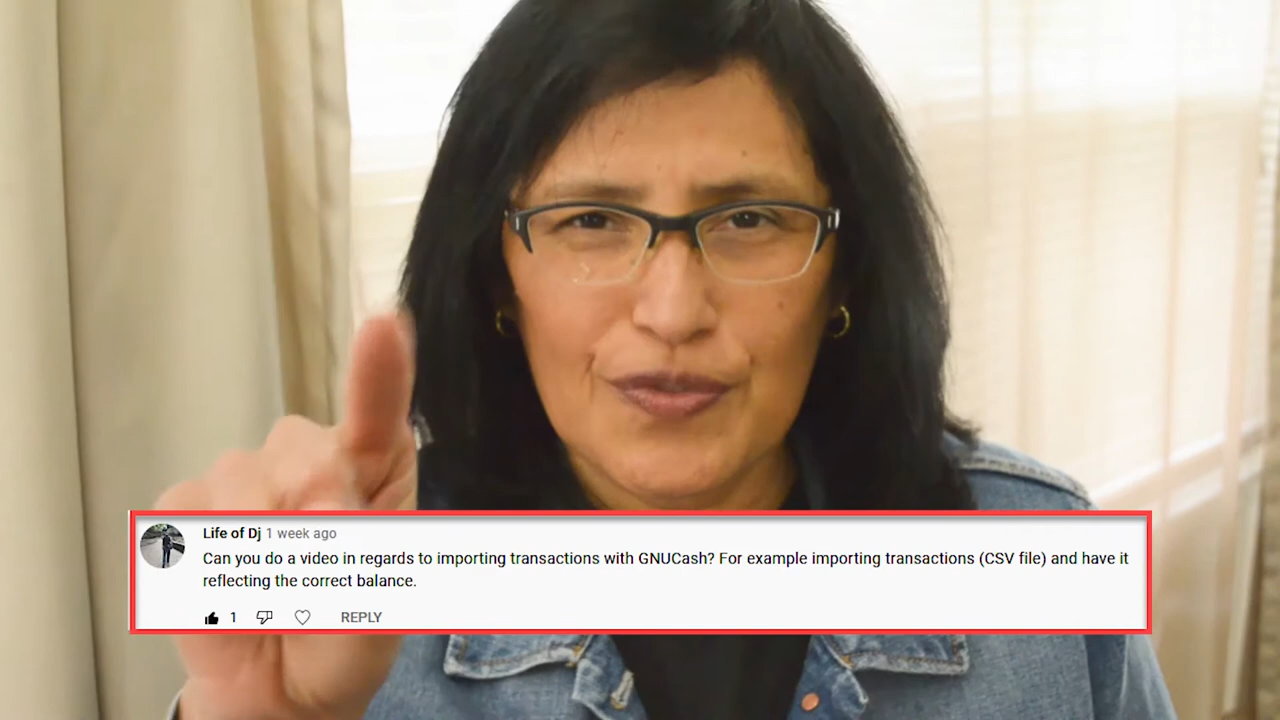 Life of Dj 1 week ago
Can you do a video in regards to importing transactions with GNUCash? For example importing transactions (CSV file) and have it
reflecting the correct balance.
1 REPLY